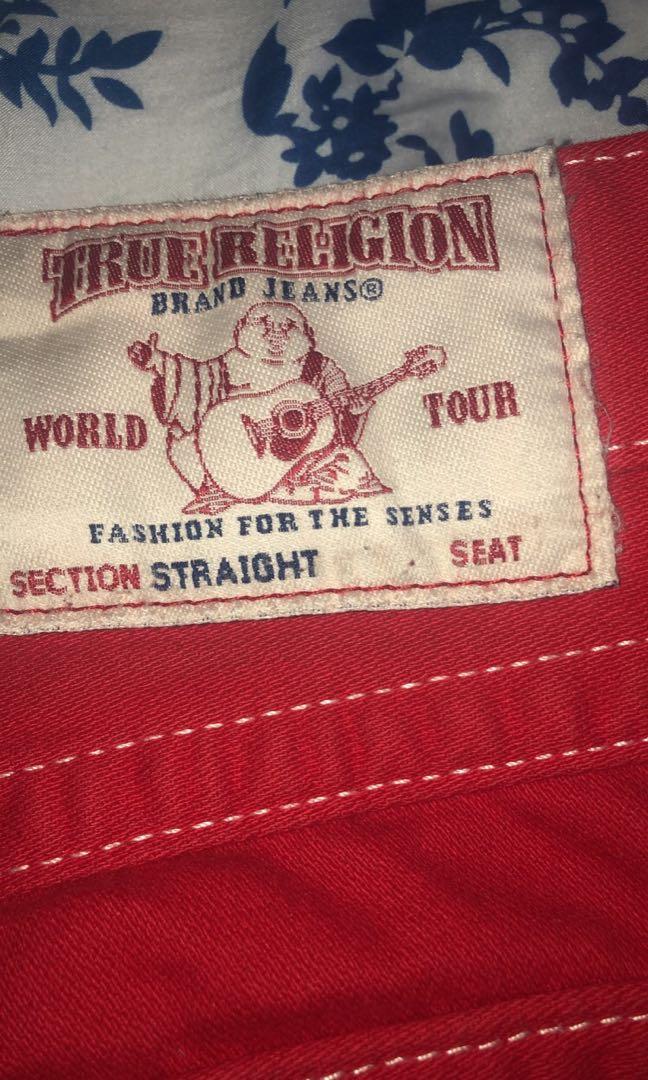 TRUE RELIGION
BRAND JEANS®
WORLD TOUR
FASHION FOR THE SENSES
SECTION STRAIGHT SEAT